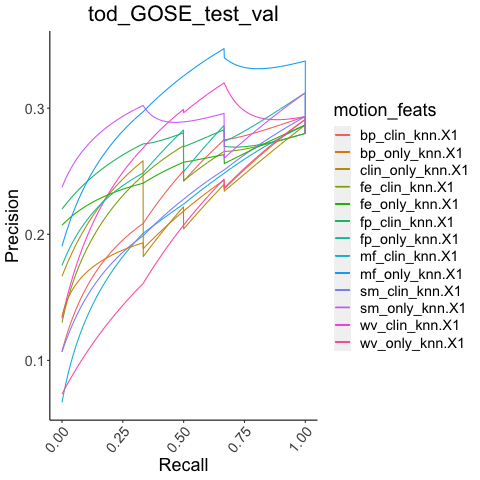 tod_GOSE_test_val
Precision
0.3
0.2
0.1
0.00
0.25
0.50
0.75
1.00
Recall
motion_feats
bp_clin_knn.X1
bp_only_knn.X1
clin_only_knn.X1
fe_clin_knn.X1
fe_only_knn.X1
fp_clin_knn.X1
fp_only_knn.X1
mf_clin_knn.X1
mf_only_knn.X1
sm_clin_knn.X1
sm_only_knn.X1
wv_clin_knn.X1
wv_only_knn.X1